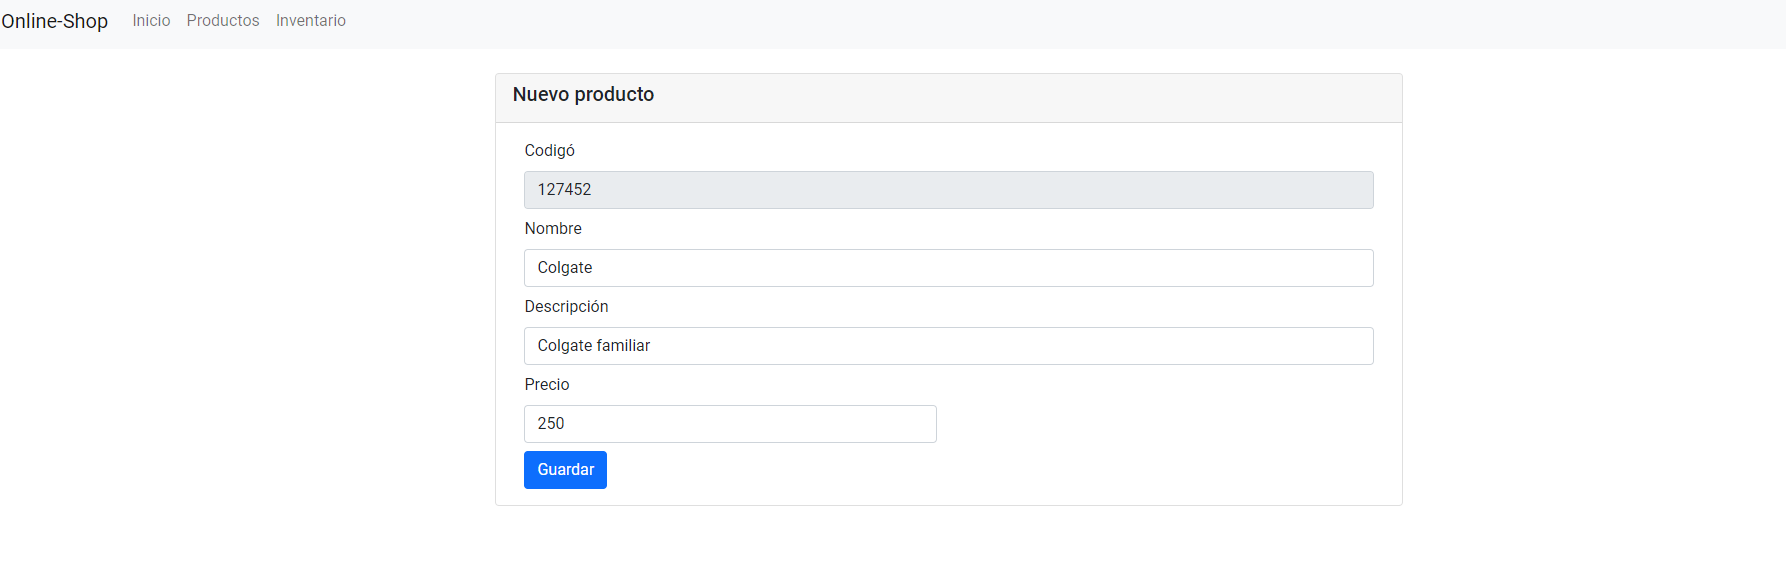 Online-Shop Inicio Productos Inventario
Nuevo producto
Codigó
127452
Nombre
Colgate
Descripción
Colgate familiar
Precio
250
Guardar